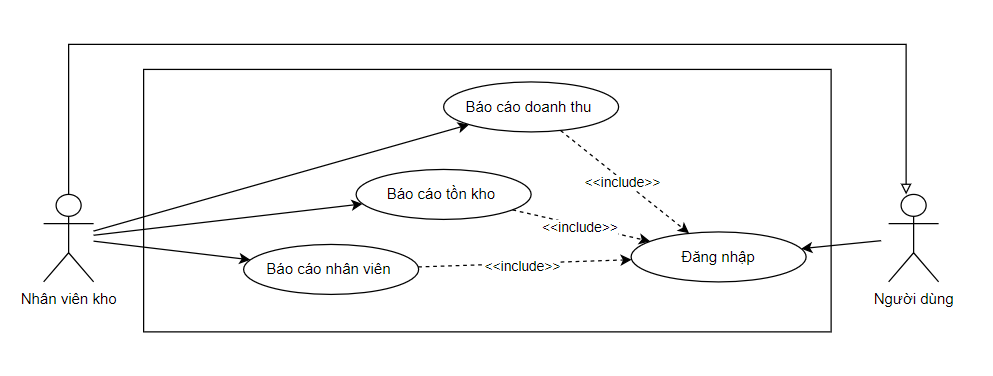 Báo cáo doanh thu
<<include>>
Báo cáo tồn kho
<<include>>
Báo cáo nhân viên
<<include>>
Đăng nhập
Nhân viên kho
Người dùng